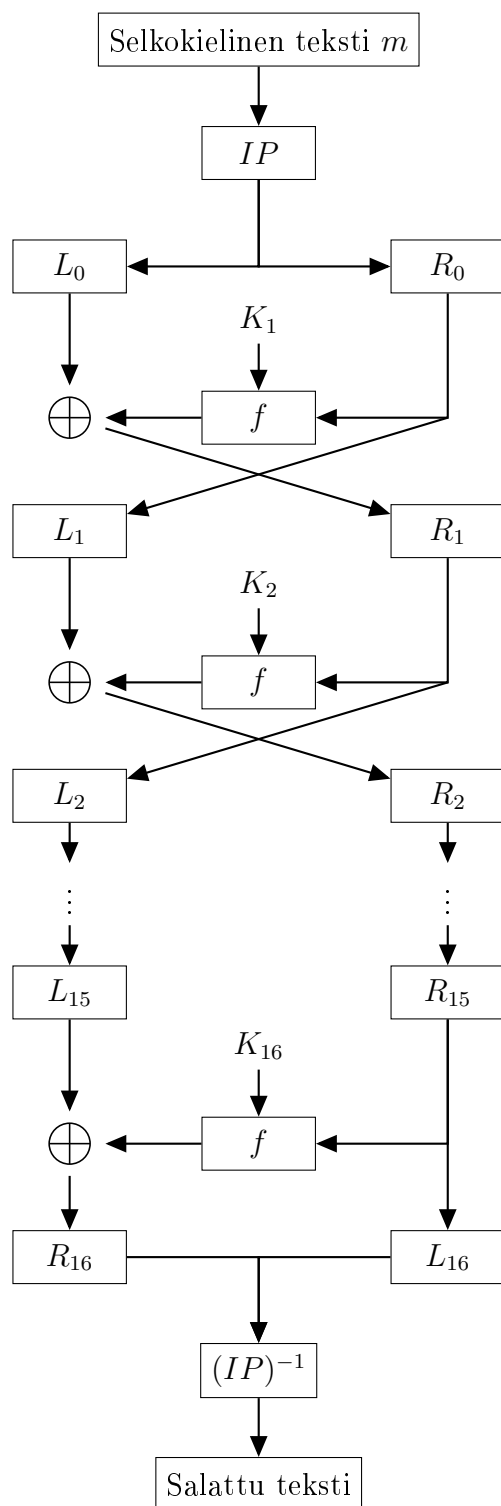 Selkokielinen teksti m
IP
L₀ R₀
K₁
f
L₁ R₁
K₂
f
L₂ R₂
⋮ ⋮
L₁₅ R₁₅
K₁₆
f
R₁₆ L₁₆
(IP)⁻¹
Salattu teksti